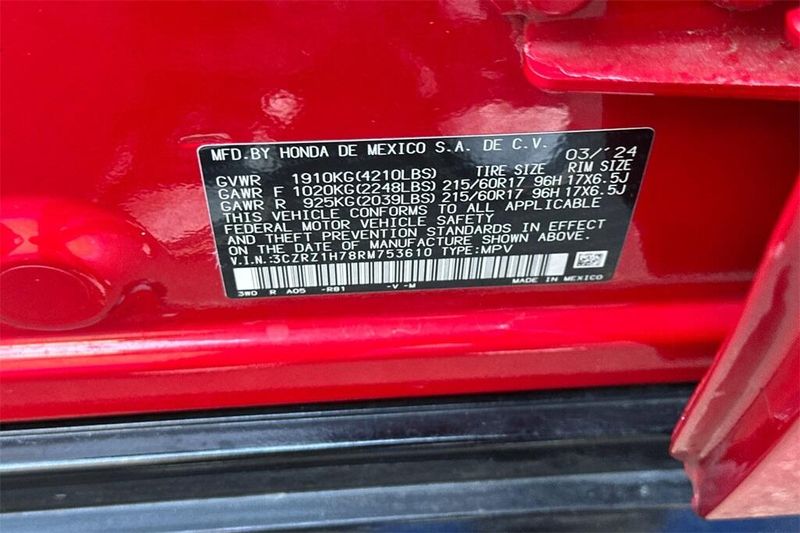 MFD.BY HONDA DE MEXICO S.A. DE C.V. 03/'24
TIRE SIZE RIM SIZE
GVWR 1910KG(4210LBS)
GAWR F 1020KG(2248LBS) 215/60R17 96H 17X6.5J
GAWR R 925KG(2039LBS) 215/60R17 96H 17X6.5J
THIS VEHICLE CONFORMS TO ALL APPLICABLE
FEDERAL MOTOR VEHICLE SAFETY
AND THEFT PREVENTION STANDARDS IN EFFECT
ON THE DATE OF MANUFACTURE SHOWN ABOVE.
V.I.N.:3CZRZ1H78RM753610 TYPE:MPV
3W0 R A05 -RB1 -V-M MADE IN MEXICO